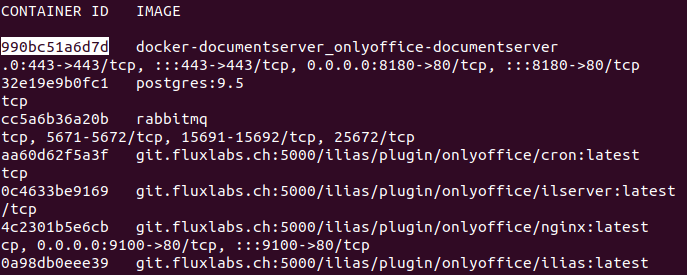 CONTAINER ID   IMAGE
990bc51a6d7d   docker-documentserver_onlyoffice-documentserver
.0:443->443/tcp, :::443->443/tcp, 0.0.0.0:8180->80/tcp, :::8180->80/tcp
32e19e9b0fc1   postgres:9.5
tcp
cc5a6b36a20b   rabbitmq
tcp, 5671-5672/tcp, 15691-15692/tcp, 25672/tcp
aa60d62f5a3f   git.fluxlabs.ch:5000/ilias/plugin/onlyoffice/cron:latest
tcp
0c4633be9169   git.fluxlabs.ch:5000/ilias/plugin/onlyoffice/ilserver:latest
/tcp
4c2301b5e6cb   git.fluxlabs.ch:5000/ilias/plugin/onlyoffice/nginx:latest
cp, 0.0.0.0:9100->80/tcp, :::9100->80/tcp
0a98db0eee39   git.fluxlabs.ch:5000/ilias/plugin/onlyoffice/ilias:latest